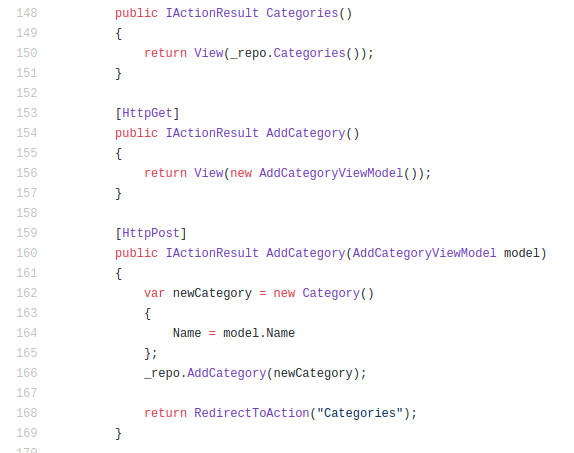 148 public IActionResult Categories()
149 {
150 return View(_repo.Categories());
151 }
152
153 [HttpGet]
154 public IActionResult AddCategory()
155 {
156 return View(new AddCategoryViewModel());
157 }
158
159 [HttpPost]
160 public IActionResult AddCategory(AddCategoryViewModel model)
161 {
162 var newCategory = new Category()
163 {
164 Name = model.Name
165 };
166 _repo.AddCategory(newCategory);
167
168 return RedirectToAction("Categories");
169 }
170